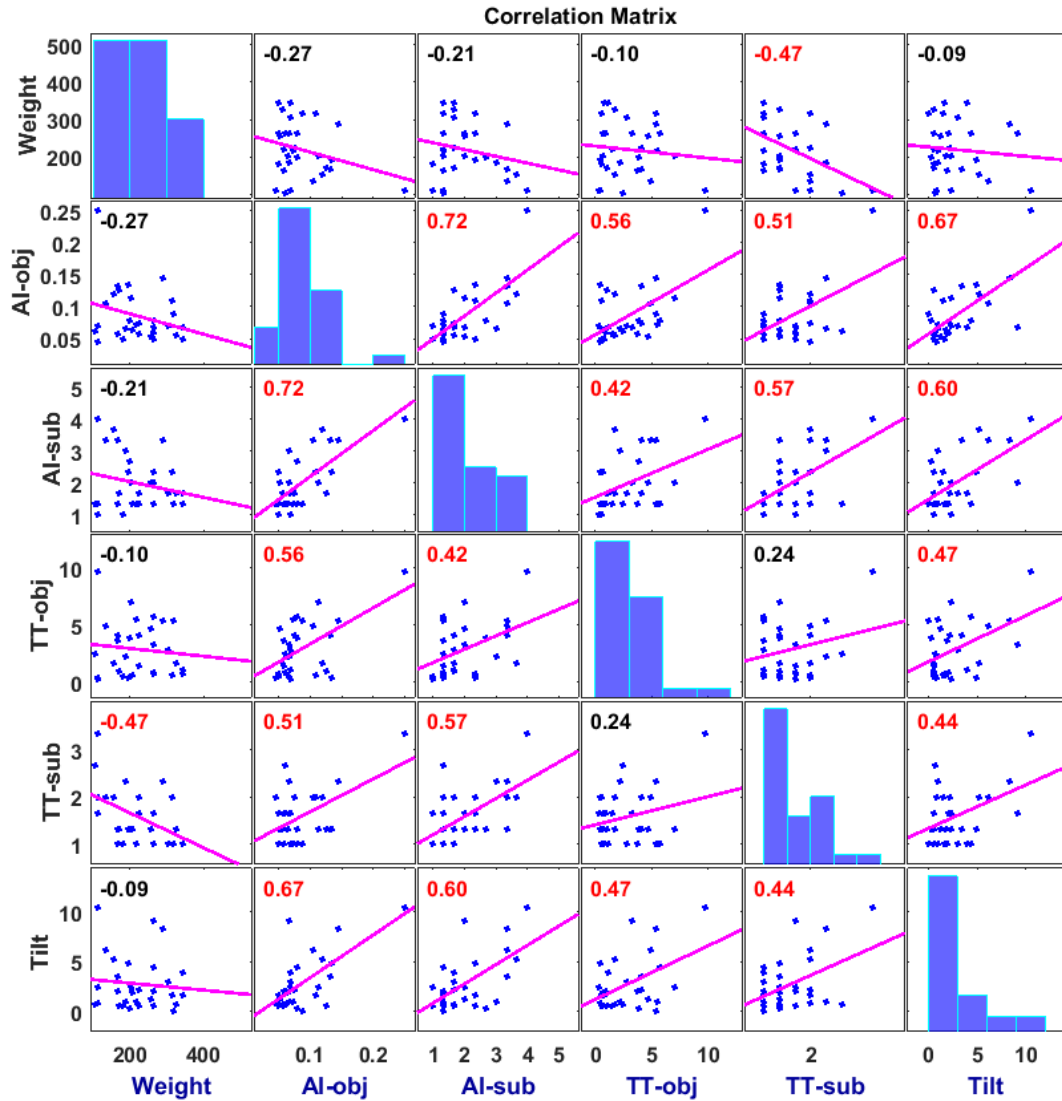 Correlation Matrix
500 400 300 200 Weight -0.27 -0.21 -0.10 -0.47 -0.09
0.25 0.2 0.15 0.1 0.05 AI-obj -0.27 0.72 0.56 0.51 0.67
5 4 3 2 1 AI-sub -0.21 0.72 0.42 0.57 0.60
10 5 0 TT-obj -0.10 0.56 0.42 0.24 0.47
3 2 1 TT-sub -0.47 0.51 0.57 0.24 0.44
10 5 0 Tilt -0.09 0.67 0.60 0.47 0.44
200 400 0.1 0.2 1 2 3 4 5 0 5 10 2 0 5 10
Weight AI-obj AI-sub TT-obj TT-sub Tilt